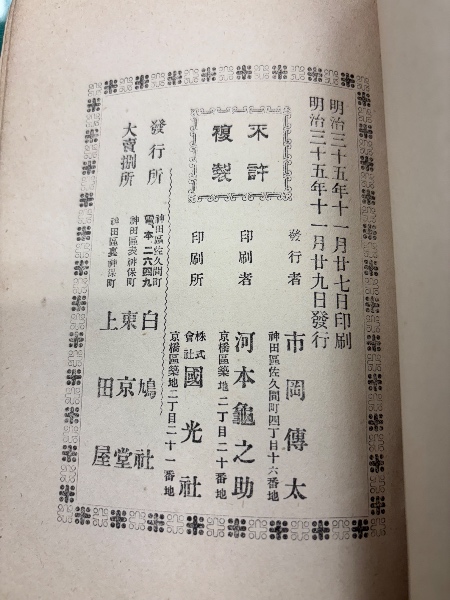 明治三十五年十一月廿七日印刷
明治三十五年十一月廿九日發行
不許
複製
發行者
市岡傳太
神田區佐久間町四丁目十六番地
印刷者
河本龜之助
京橋區築地二丁目二十番地
印刷所
株式會社
國光社
京橋區築地二丁目二十一番地
發行所
神田區佐久間町
電本二六四九
白鳩社
大賣捌所
神田區表神保町
東京堂
神田區裏神保町
上田屋